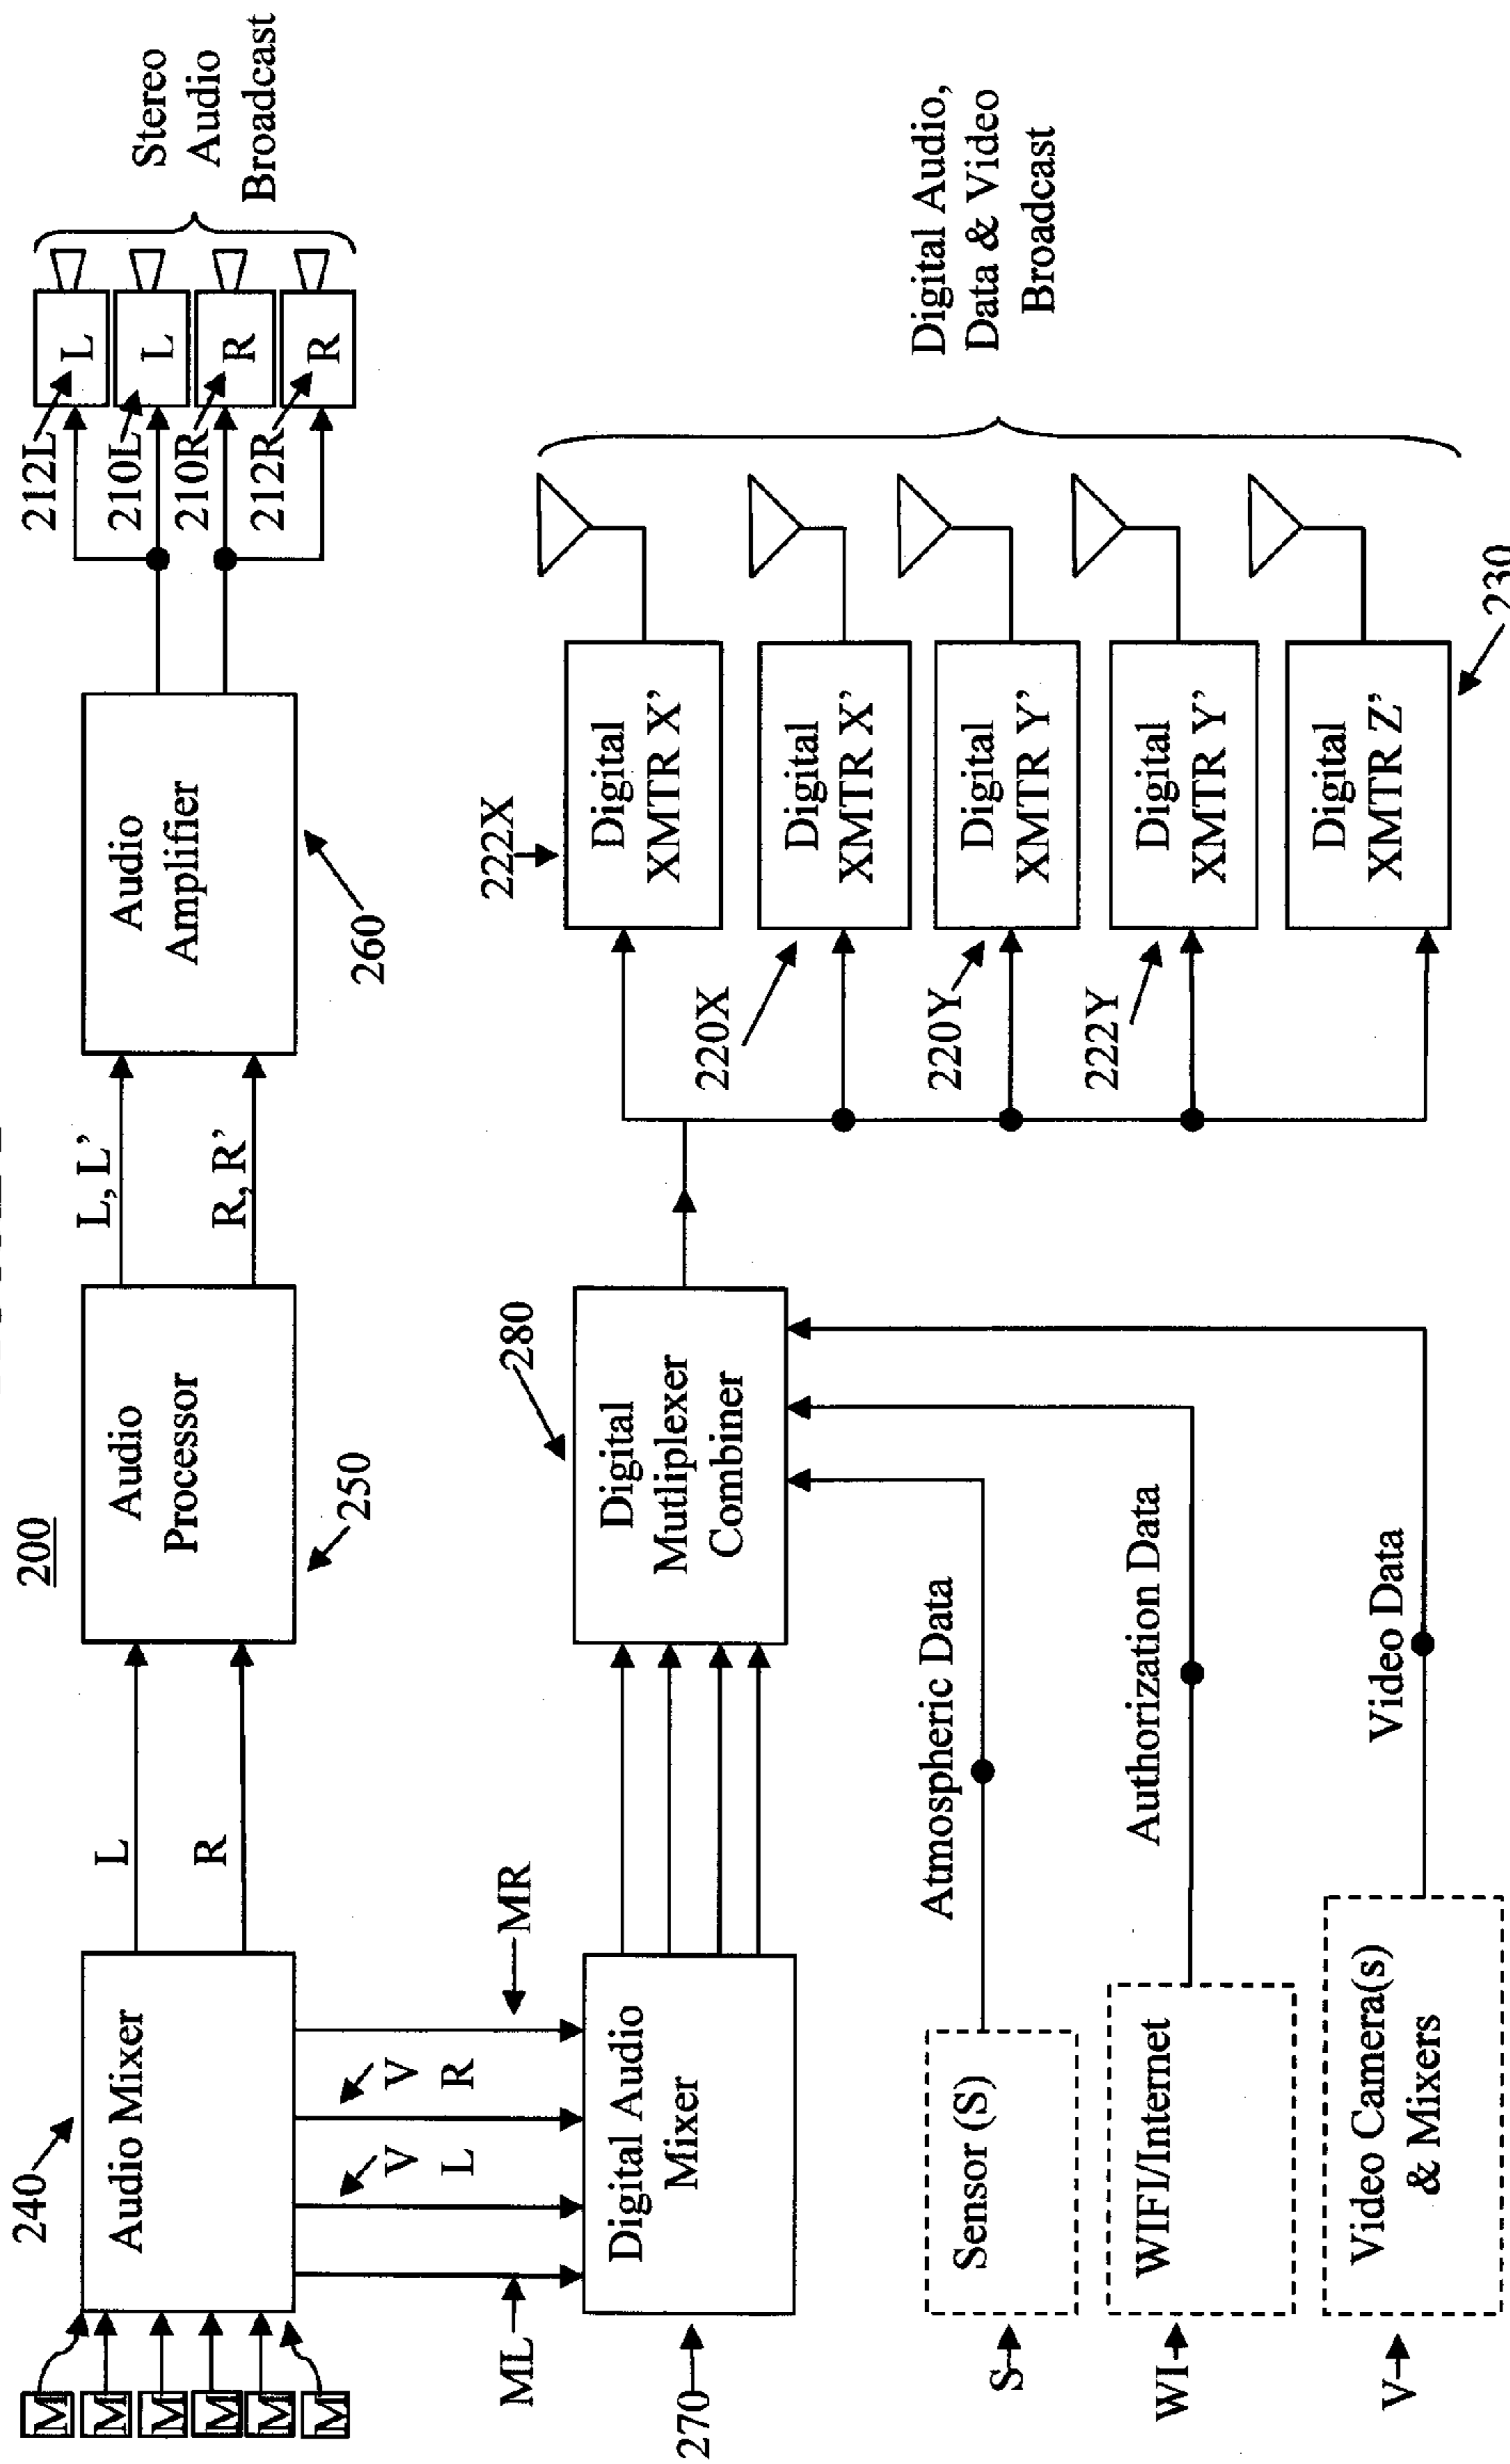 200
240
Audio Mixer
M
M
M
M
M
M
L
R
Audio
Processor
250
L, L'
R, R'
Audio
Amplifier
260
212L
210L
210R
212R
L
L
R
R
Stereo
Audio
Broadcast
ML
V
L
V
R
MR
270
Digital Audio
Mixer
280
Digital
Mutliplexer
Combiner
222X
Digital
XMTR X'
220X
Digital
XMTR X'
220Y
Digital
XMTR Y'
222Y
Digital
XMTR Y'
Digital
XMTR Z'
230
Digital Audio,
Data & Video
Broadcast
S
Sensor (S)
Atmospheric Data
WI
WIFI/Internet
Authorization Data
V
Video Camera(s)
& Mixers
Video Data